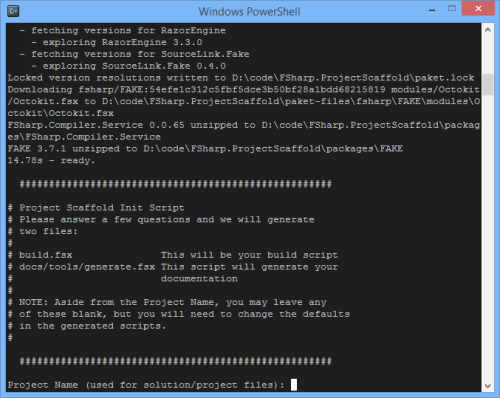 Windows PowerShell
- fetching versions for RazorEngine
- exploring RazorEngine 3.3.0
- fetching versions for SourceLink.Fake
- exploring SourceLink.Fake 0.4.0
Locked version resolutions written to D:\code\FSharp.ProjectScaffold\paket.lock
Downloading fsharp/FAKE:54efe1c312c5fbf5dce3b50bf28a1bdd68215819 modules/Octokit
/Octokit.fsx to D:\code\FSharp.ProjectScaffold\paket-files\fsharp\FAKE\modules\O
ctokit\Octokit.fsx
FSharp.Compiler.Service 0.0.65 unzipped to D:\code\FSharp.ProjectScaffold\packag
es\FSharp.Compiler.Service
FAKE 3.7.1 unzipped to D:\code\FSharp.ProjectScaffold\packages\FAKE
14.78s - ready.
######################################################
# Project Scaffold Init Script
# Please answer a few questions and we will generate
# two files:
#
# build.fsx This will be your build script
# docs/tools/generate.fsx This script will generate your
# documentation
#
# NOTE: Aside from the Project Name, you may leave any
# of these blank, but you will need to change the defaults
# in the generated scripts.
#
######################################################
Project Name (used for solution/project files):